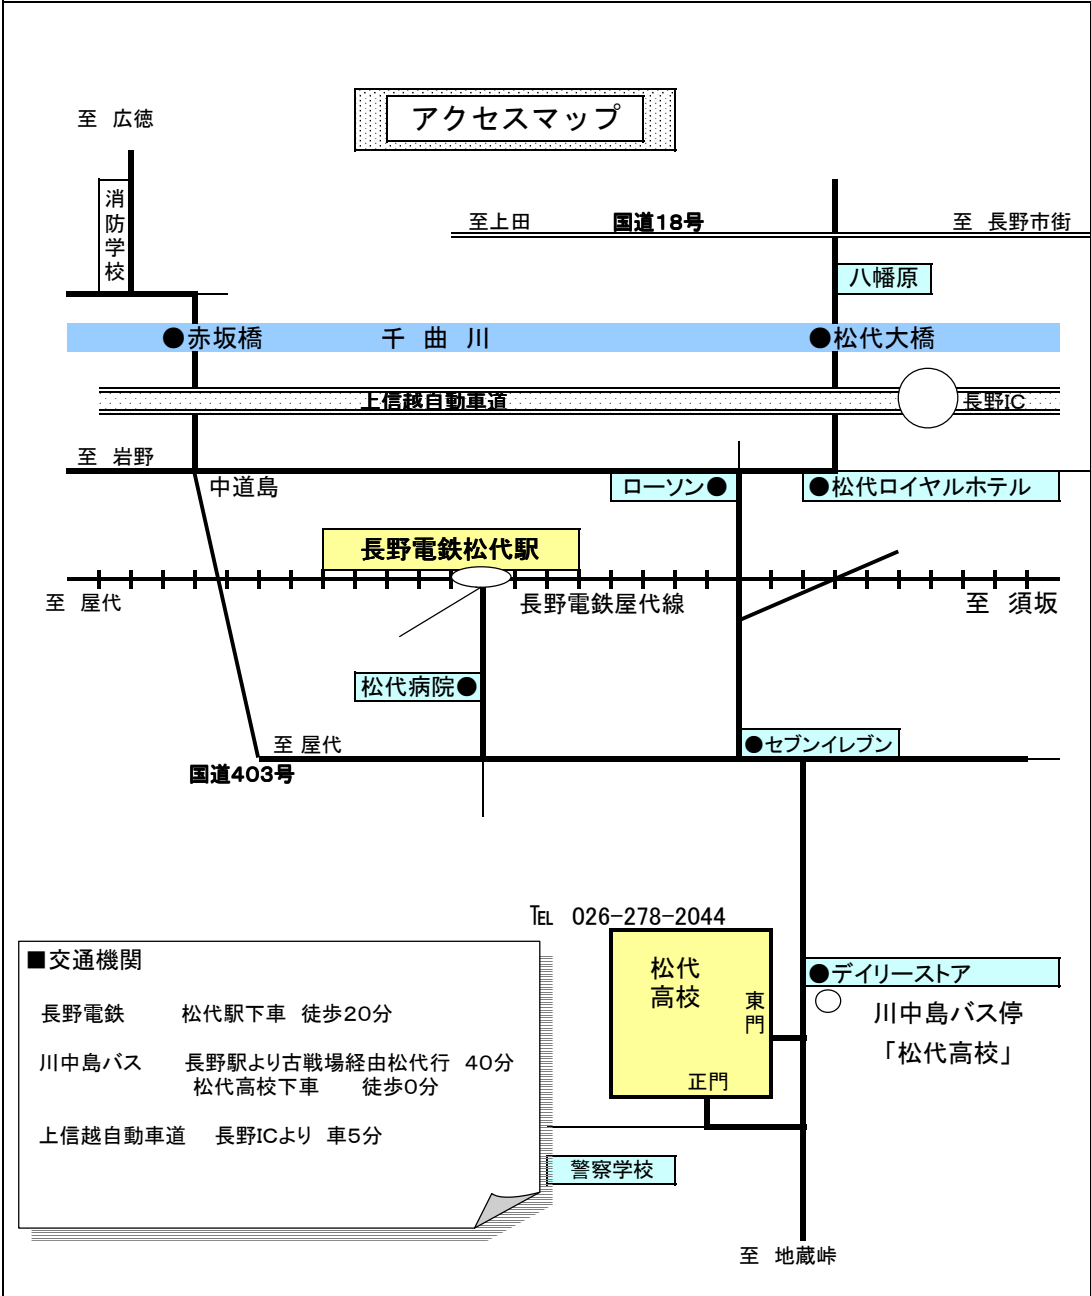 アクセスマップ
至 広徳
消防学校
至上田 国道18号 至 長野市街
八幡原
●赤坂橋 千 曲 川 ●松代大橋
上信越自動車道 長野IC
至 岩野
中道島 ローソン● ●松代ロイヤルホテル
長野電鉄松代駅
至 屋代 長野電鉄屋代線 至 須坂
松代病院●
至 屋代 ●セブンイレブン
国道403号
℡ 026-278-2044
松代
高校
東門
正門
●デイリーストア
川中島バス停
「松代高校」
■交通機関
長野電鉄 松代駅下車 徒歩20分
川中島バス 長野駅より古戦場経由松代行 40分
松代高校下車 徒歩0分
上信越自動車道 長野ICより 車5分
警察学校
至 地蔵峠